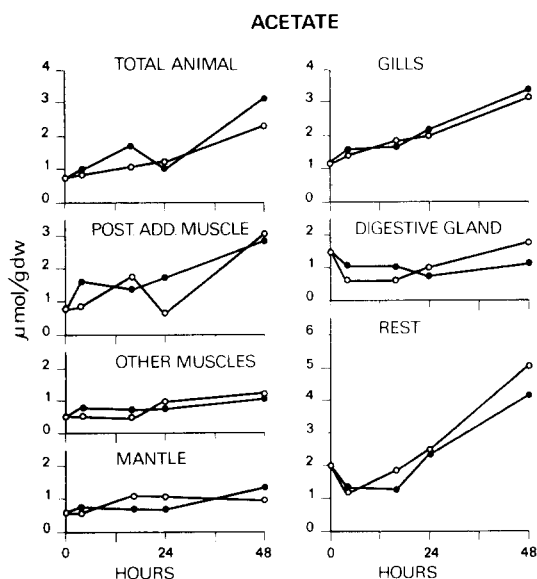 ACETATE
TOTAL ANIMAL
4
3
2
1
0
POST ADD. MUSCLE
3
2
1
0
OTHER MUSCLES
2
1
0
MANTLE
2
1
0
0 24 48
HOURS
μmol/gdw
GILLS
4
3
2
1
0
DIGESTIVE GLAND
2
1
0
REST
6
5
4
3
2
1
0
0 24 48
HOURS